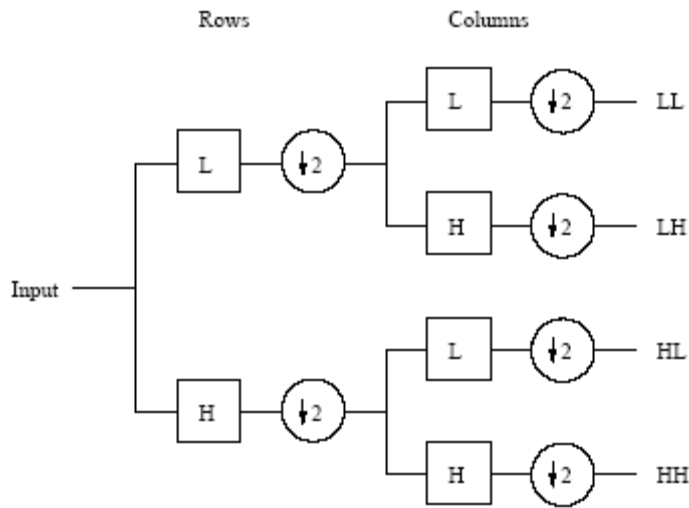 Rows Columns
L ↓2 LL
L ↓2
H ↓2 LH
Input
L ↓2 HL
H ↓2
H ↓2 HH